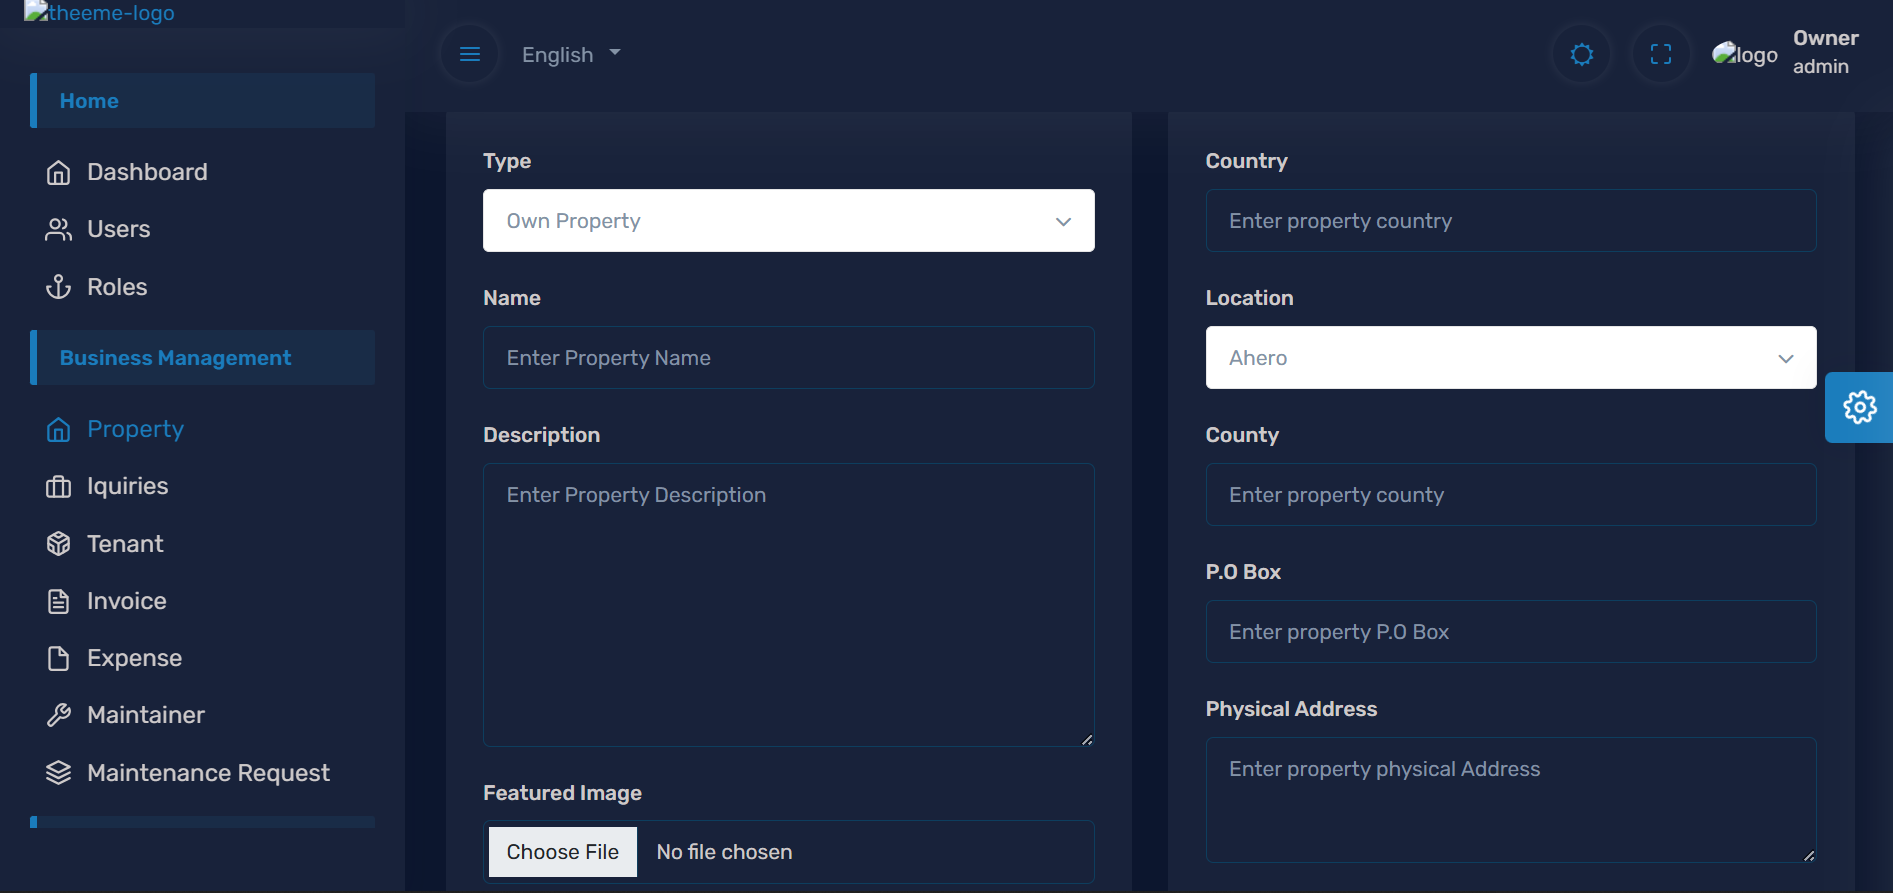 theeme-logo
English
logo
Owner
admin
Home
Dashboard
Users
Roles
Business Management
Property
Iquiries
Tenant
Invoice
Expense
Maintainer
Maintenance Request
Type
Own Property
Name
Enter Property Name
Description
Enter Property Description
Featured Image
Choose File No file chosen
Country
Enter property country
Location
Ahero
County
Enter property county
P.O Box
Enter property P.O Box
Physical Address
Enter property physical Address